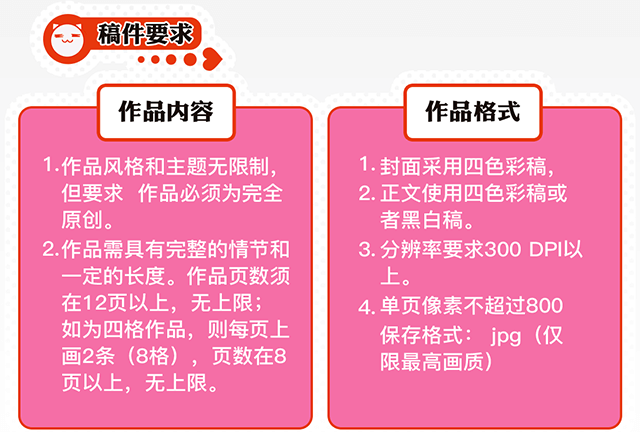 稿件要求
作品内容
1.作品风格和主题无限制，
但要求 作品必须为完全
原创。
2.作品需具有完整的情节和
一定的长度。作品页数须
在12页以上，无上限；
如为四格作品，则每页上
画2条（8格），页数在8
页以上，无上限。
作品格式
1.封面采用四色彩稿，
2.正文使用四色彩稿或
者黑白稿。
3.分辨率要求300 DPI以
上。
4.单页像素不超过800
保存格式： jpg（仅
限最高画质）